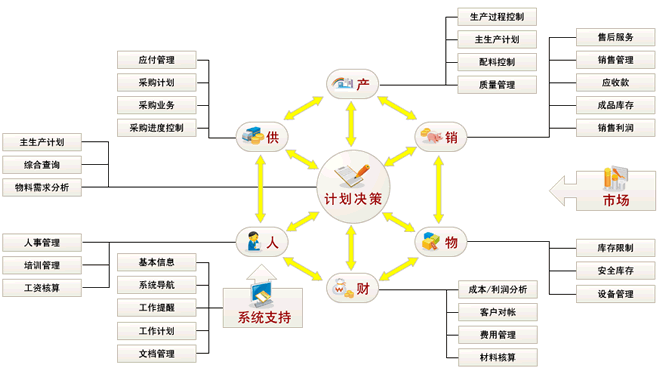 生产过程控制
主生产计划
配料控制
质量管理
售后服务
销售管理
应收款
成品库存
销售利润
应付管理
采购计划
采购业务
采购进度控制
产
供
销
主生产计划
综合查询
物料需求分析
计划决策
市场
人
物
人事管理
培训管理
工资核算
基本信息
系统导航
工作提醒
工作计划
文档管理
系统支持
财
成本/利润分析
客户对帐
费用管理
材料核算
库存限制
安全库存
设备管理